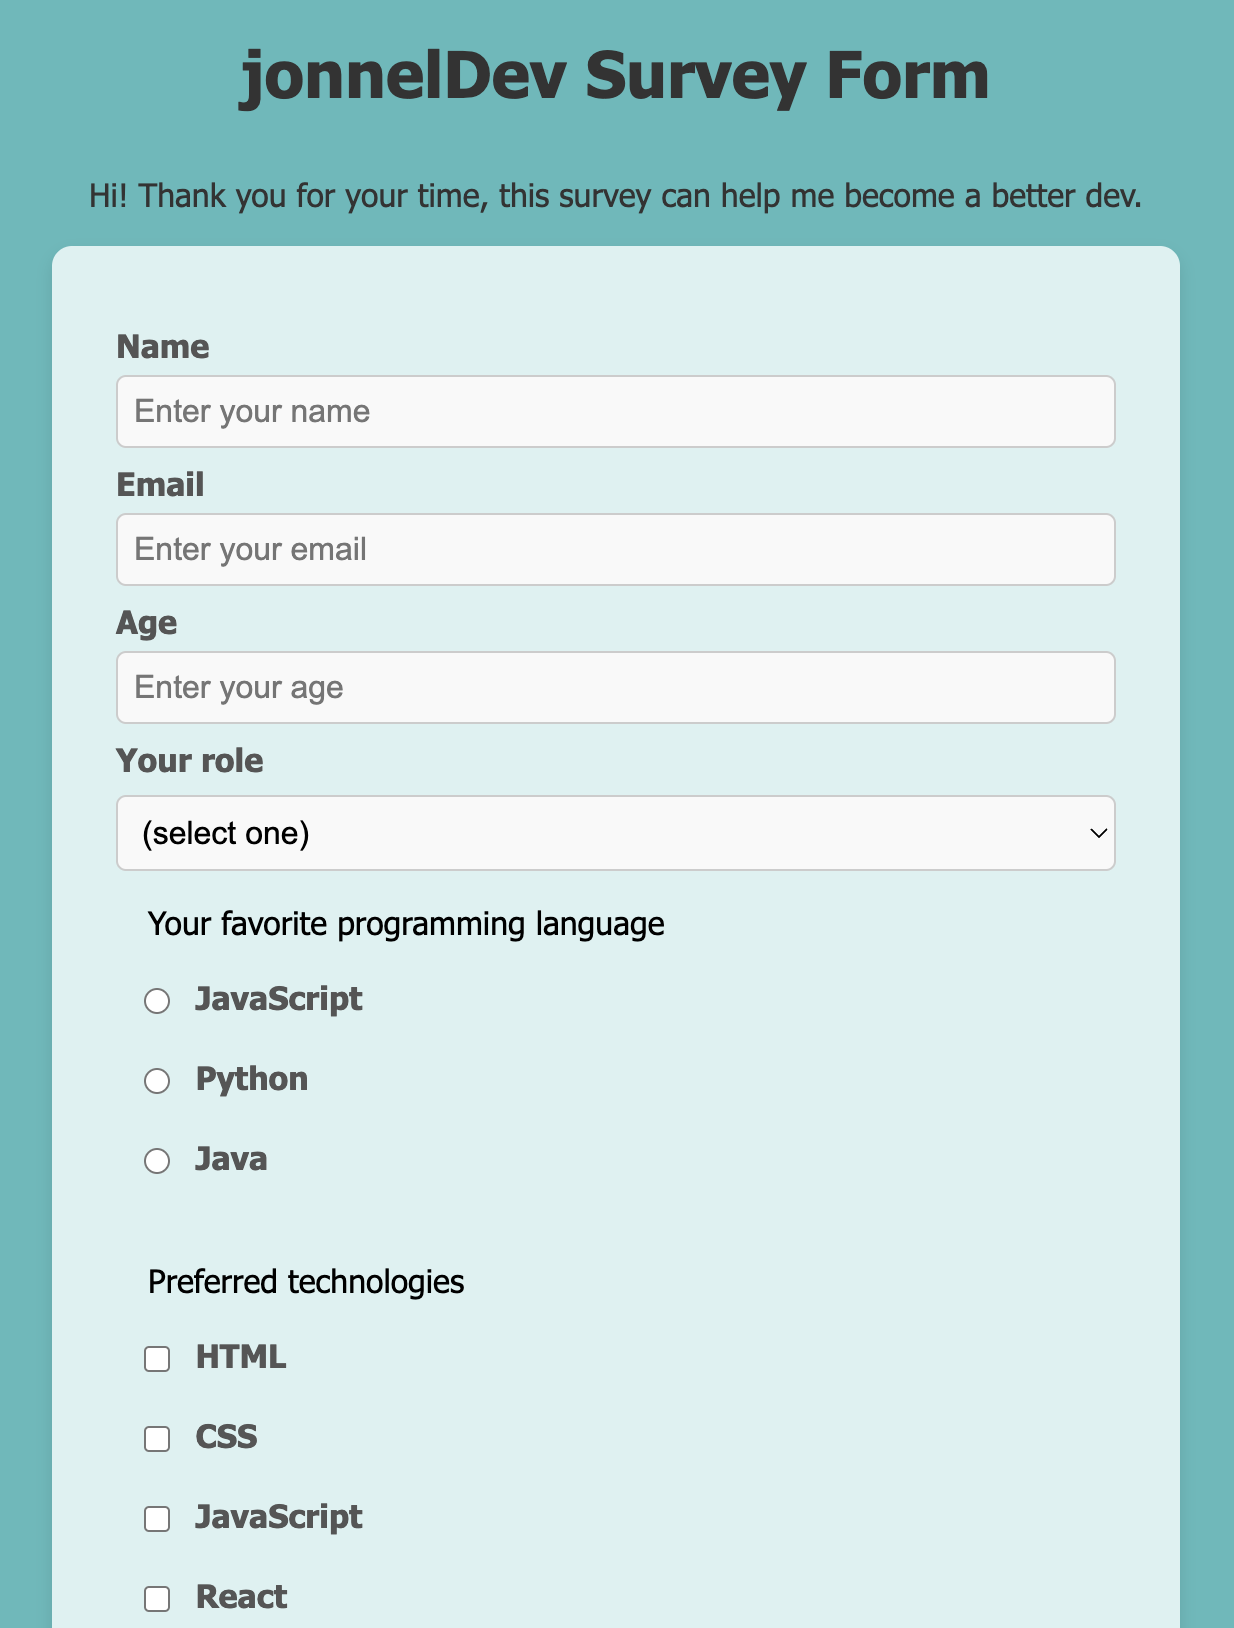 jonnelDev Survey Form
Hi! Thank you for your time, this survey can help me become a better dev.
Name
Enter your name
Email
Enter your email
Age
Enter your age
Your role
(select one)
Your favorite programming language
JavaScript
Python
Java
Preferred technologies
HTML
CSS
JavaScript
React